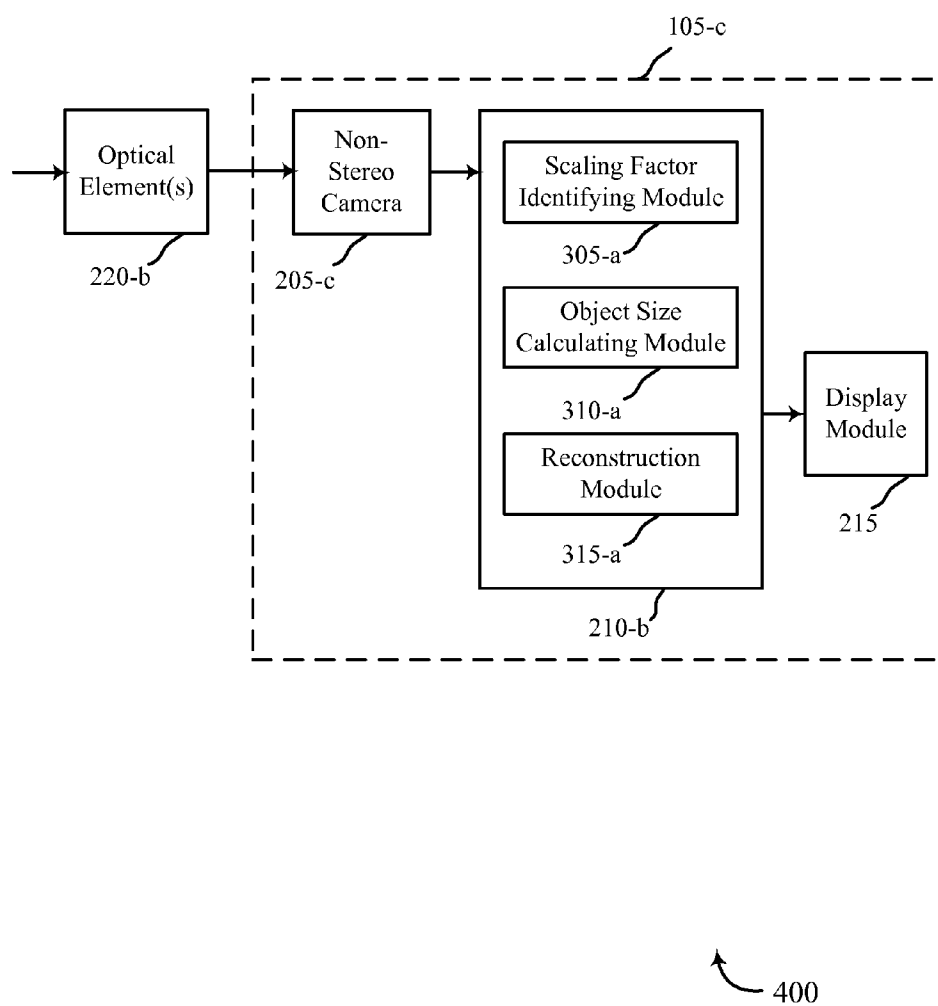 105-c
Optical
Element(s)
220-b
Non-
Stereo
Camera
205-c
Scaling Factor
Identifying Module
305-a
Object Size
Calculating Module
310-a
Reconstruction
Module
315-a
210-b
Display
Module
215
400